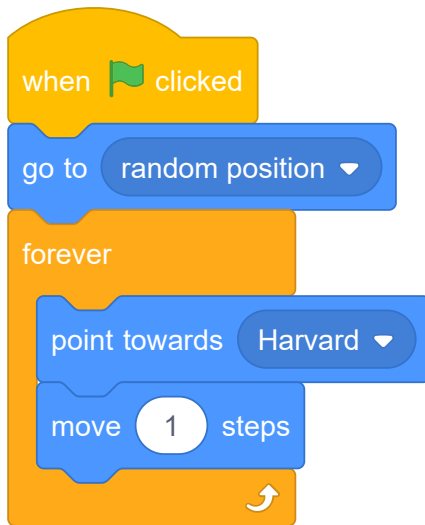 when clicked
go to random position
forever
point towards Harvard
move 1 steps